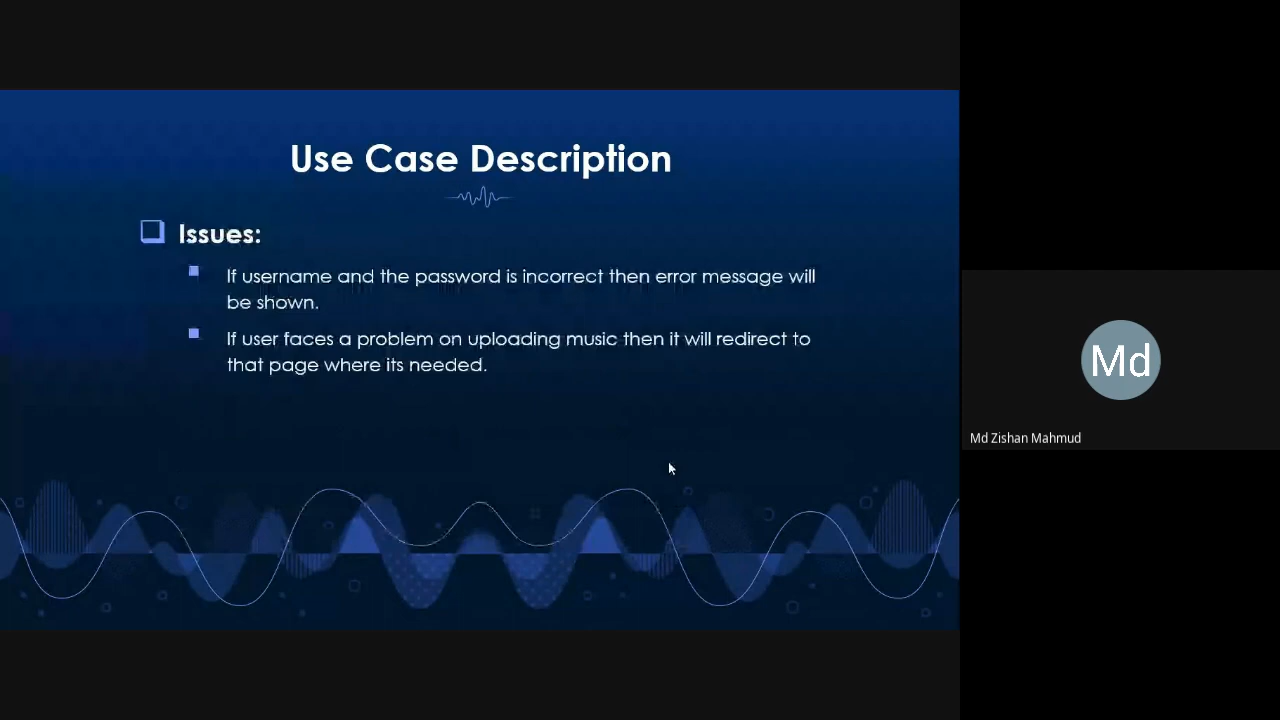 Use Case Description
Issues:
If username and the password is incorrect then error message will
be shown.
If user faces a problem on uploading music then it will redirect to
that page where its needed.
Md
Md Zishan Mahmud